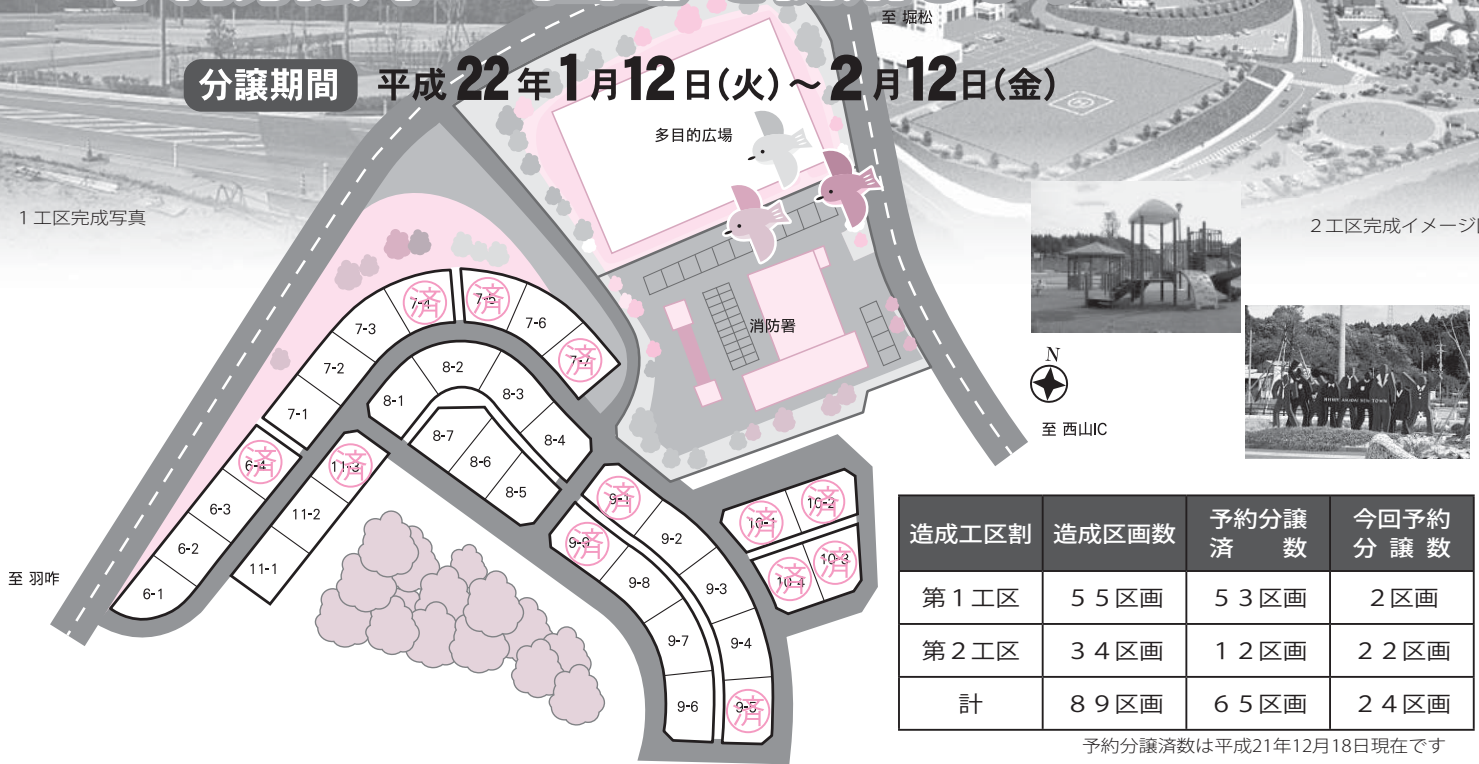 至 堀松
分譲期間 平成22年1月12日(火)～2月12日(金)
多目的広場
1工区完成写真
2工区完成イメージ
消防署
N
至 西山IC
至 羽咋
7-4 済
7-5 済
7-3
7-6
7-2
7-7 済
7-1
8-2
8-1
8-3
8-4
8-7
8-6
8-5
6-4 済
6-3
6-2
6-1
11-3 済
11-2
11-1
9-1 済
9-2
9-9 済
9-8
9-3
9-7
9-4
9-6
9-5 済
10-1 済
10-2 済
10-4 済
10-3 済
造成工区割 造成区画数 予約分譲済数 今回予約分譲数
第1工区 55区画 53区画 2区画
第2工区 34区画 12区画 22区画
計 89区画 65区画 24区画
予約分譲済数は平成21年12月18日現在です